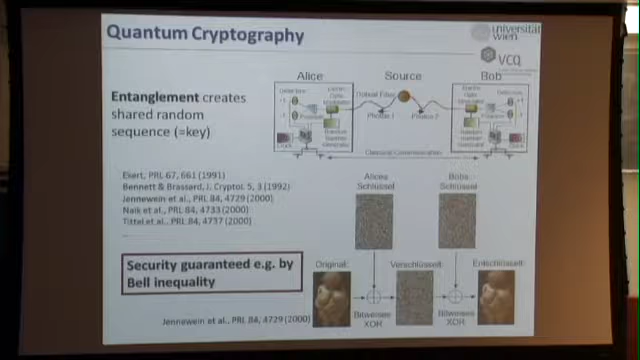 Quantum Cryptography
universität
wien
VCQ
Alice
Source
Bob
Entanglement creates
shared random
sequence (=key)
Optical Fiber
Photon 1
Photon 2
Classical Communication
Ekert, PRL 67, 661 (1991)
Bennett & Brassard, J. Cryptol. 5, 3 (1992)
Jennewein et al., PRL 84, 4729 (2000)
Naik et al., PRL 84, 4733 (2000)
Tittel et al., PRL 84, 4737 (2000)
Alices
Schlüssel
Bobs
Schlüssel
Security guaranteed e.g. by
Bell inequality
Original:
Verschlüsselt:
Entschlüsselt:
Bitweises
XOR
Bitweises
XOR
Jennewein et al., PRL 84, 4729 (2000)